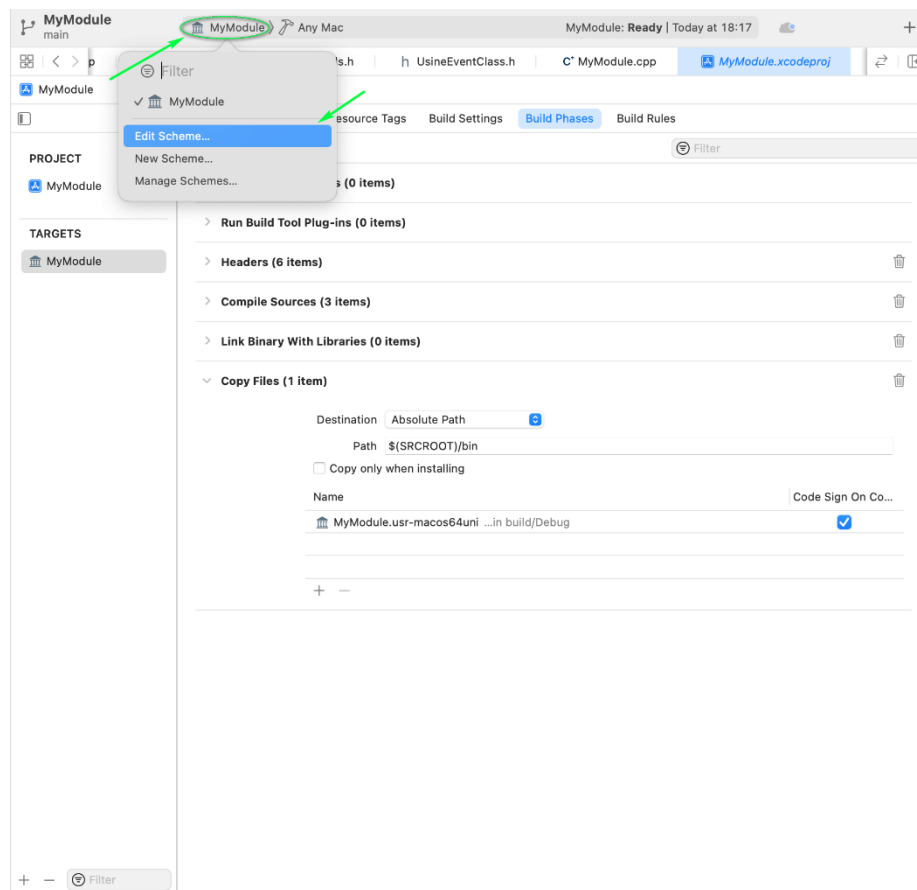 MyModule
main
MyModule
Any Mac
MyModule: Ready | Today at 18:17
p
ls.h
h UsineEventClass.h
C+ MyModule.cpp
MyModule.xcodeproj
MyModule
Filter
MyModule
Edit Scheme...
New Scheme...
Manage Schemes...
esource Tags
Build Settings
Build Phases
Build Rules
Filter
PROJECT
MyModule
TARGETS
MyModule
s (0 items)
Run Build Tool Plug-ins (0 items)
Headers (6 items)
Compile Sources (3 items)
Link Binary With Libraries (0 items)
Copy Files (1 item)
Destination Absolute Path
Path $(SRCROOT)/bin
Copy only when installing
Name Code Sign On Co...
MyModule.usr-macos64uni ...in build/Debug
Filter